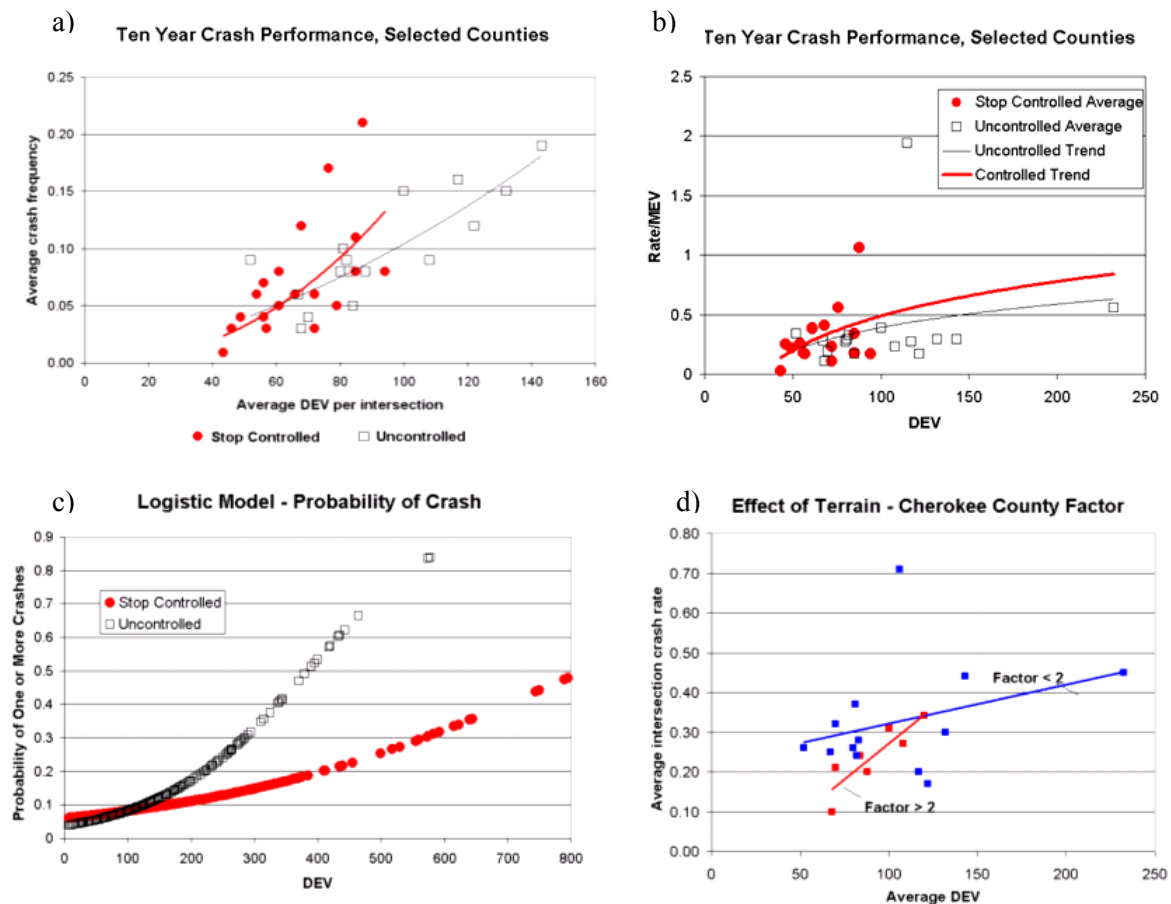 a)
Ten Year Crash Performance, Selected Counties
0.25
0.20
0.15
0.10
0.05
0.00
Average crash frequency
0 20 40 60 80 100 120 140 160
Average DEV per intersection
Stop Controlled Uncontrolled
b)
Ten Year Crash Performance, Selected Counties
2.5
2
1.5
1
0.5
0
Rate/MEV
Stop Controlled Average
Uncontrolled Average
Uncontrolled Trend
Controlled Trend
0 50 100 150 200 250
DEV
c)
Logistic Model - Probability of Crash
0.9
0.8
0.7
0.6
0.5
0.4
0.3
0.2
0.1
0
Probability of One or More Crashes
Stop Controlled
Uncontrolled
0 100 200 300 400 500 600 700 800
DEV
d)
Effect of Terrain - Cherokee County Factor
0.80
0.70
0.60
0.50
0.40
0.30
0.20
0.10
0.00
Average intersection crash rate
Factor < 2
Factor > 2
0 50 100 150 200 250
Average DEV